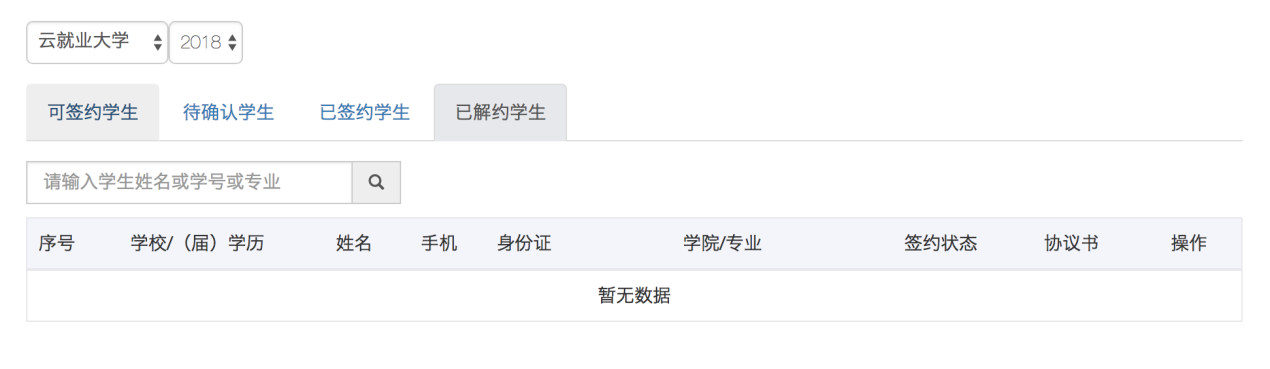 云就业大学 2018
可签约学生 待确认学生 已签约学生 已解约学生
请输入学生姓名或学号或专业
序号 学校/（届）学历 姓名 手机 身份证 学院/专业 签约状态 协议书 操作
暂无数据